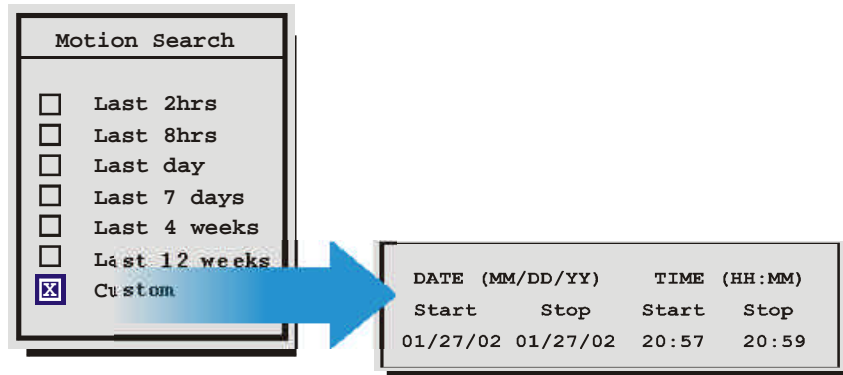 Motion Search
Last 2hrs
Last 8hrs
Last day
Last 7 days
Last 4 weeks
Last 12 weeks
X Custom
DATE (MM/DD/YY) TIME (HH:MM)
Start Stop Start Stop
01/27/02 01/27/02 20:57 20:59